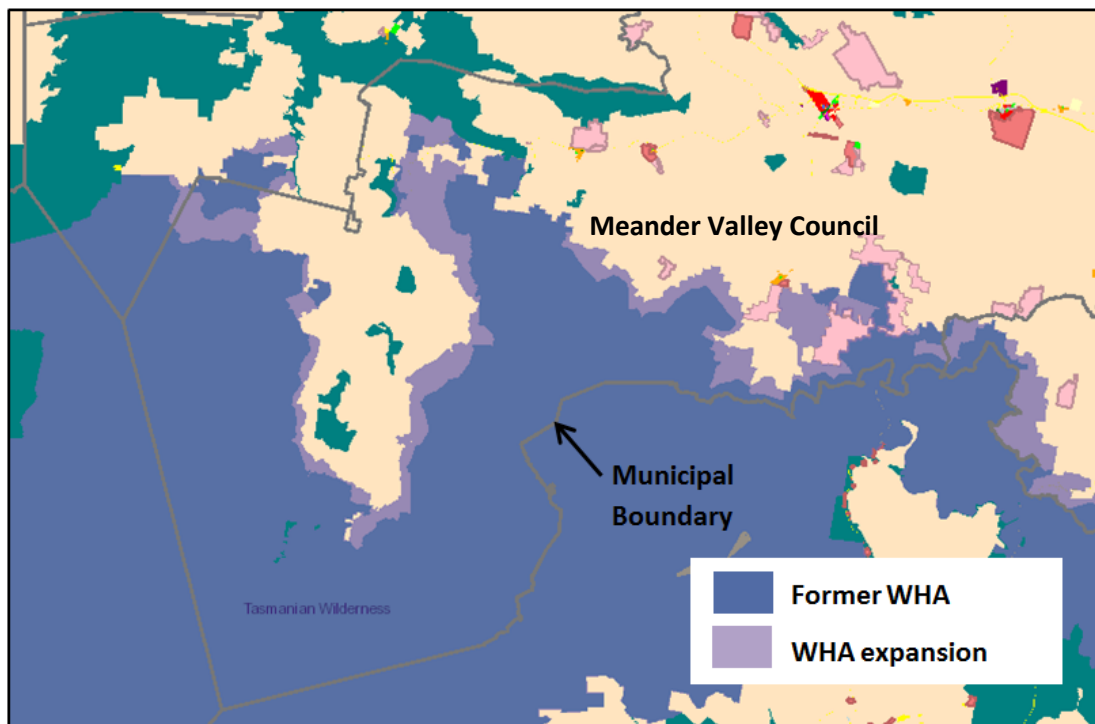 Meander Valley Council
Municipal
Boundary
Tasmanian Wilderness
Former WHA
WHA expansion